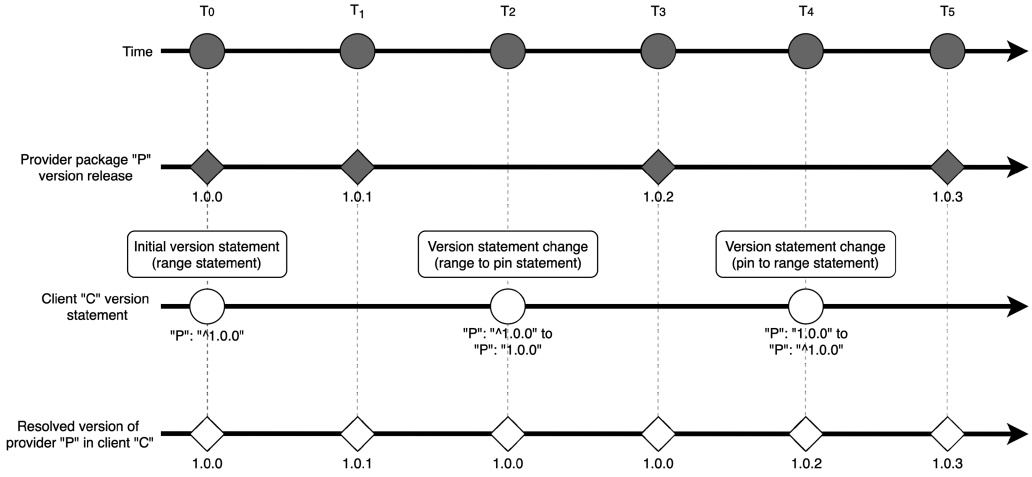 T0
T1
T2
T3
T4
T5
Time
Provider package "P"
version release
1.0.0
1.0.1
1.0.2
1.0.3
Initial version statement
(range statement)
Version statement change
(range to pin statement)
Version statement change
(pin to range statement)
Client "C" version
statement
"P": "^1.0.0"
"P": "^1.0.0" to
"P": "1.0.0"
"P": "1.0.0" to
"P": "^1.0.0"
Resolved version of
provider "P" in client "C"
1.0.0
1.0.1
1.0.0
1.0.0
1.0.2
1.0.3